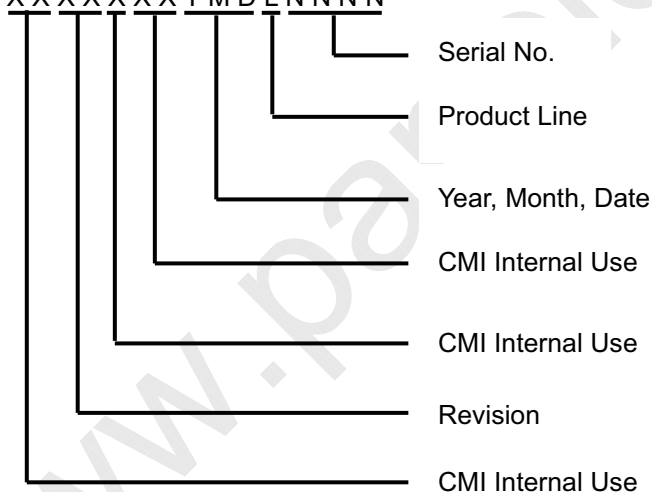 X X X X X X X Y M D L N N N N
Serial No.
Product Line
Year, Month, Date
CMI Internal Use
CMI Internal Use
Revision
CMI Internal Use